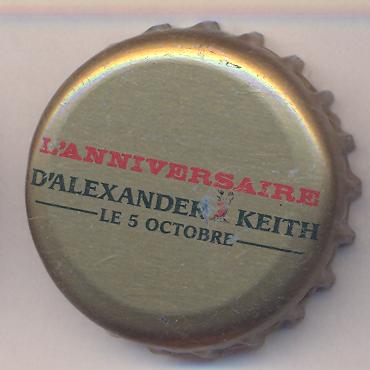 L'ANNIVERSAIRE
D'ALEXANDER KEITH
LE 5 OCTOBRE